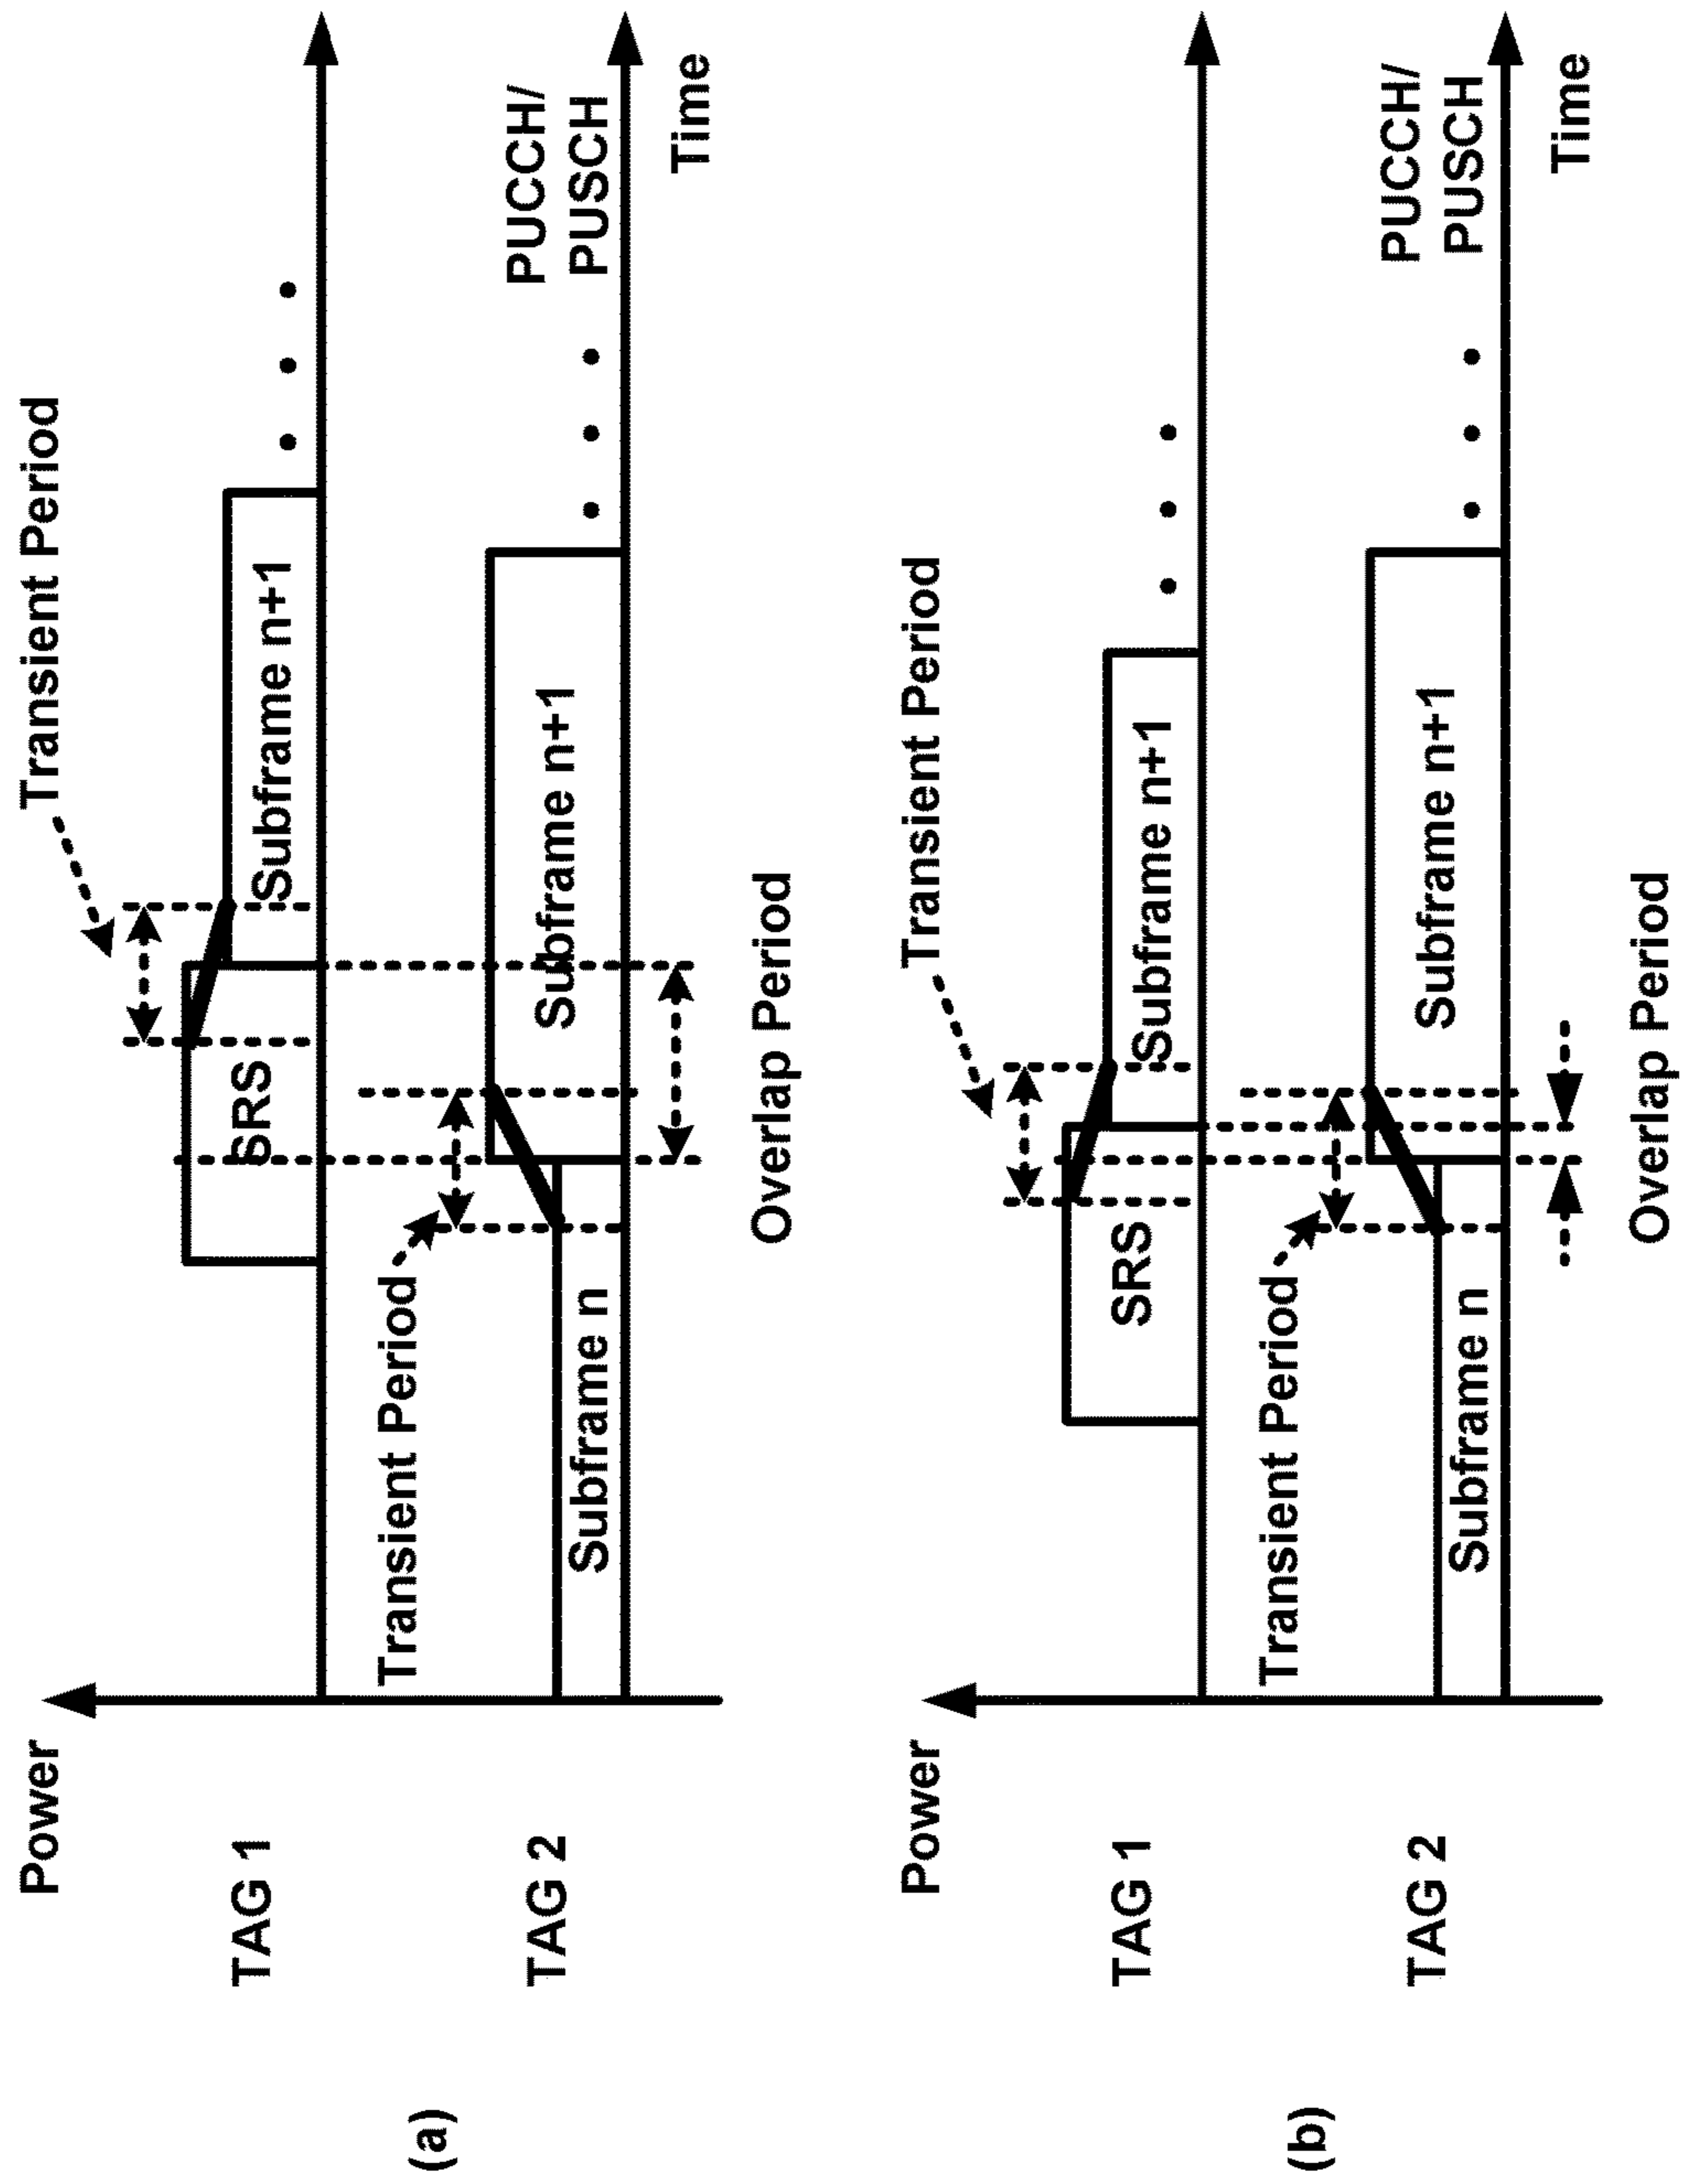 (a)
Power
Transient Period
TAG 1
SRS
Subframe n+1
Transient Period
TAG 2
Subframe n
Subframe n+1
PUCCH/
PUSCH
Time
Overlap Period
(b)
Power
Transient Period
TAG 1
SRS
Subframe n+1
Transient Period
TAG 2
Subframe n
Subframe n+1
PUCCH/
PUSCH
Time
Overlap Period